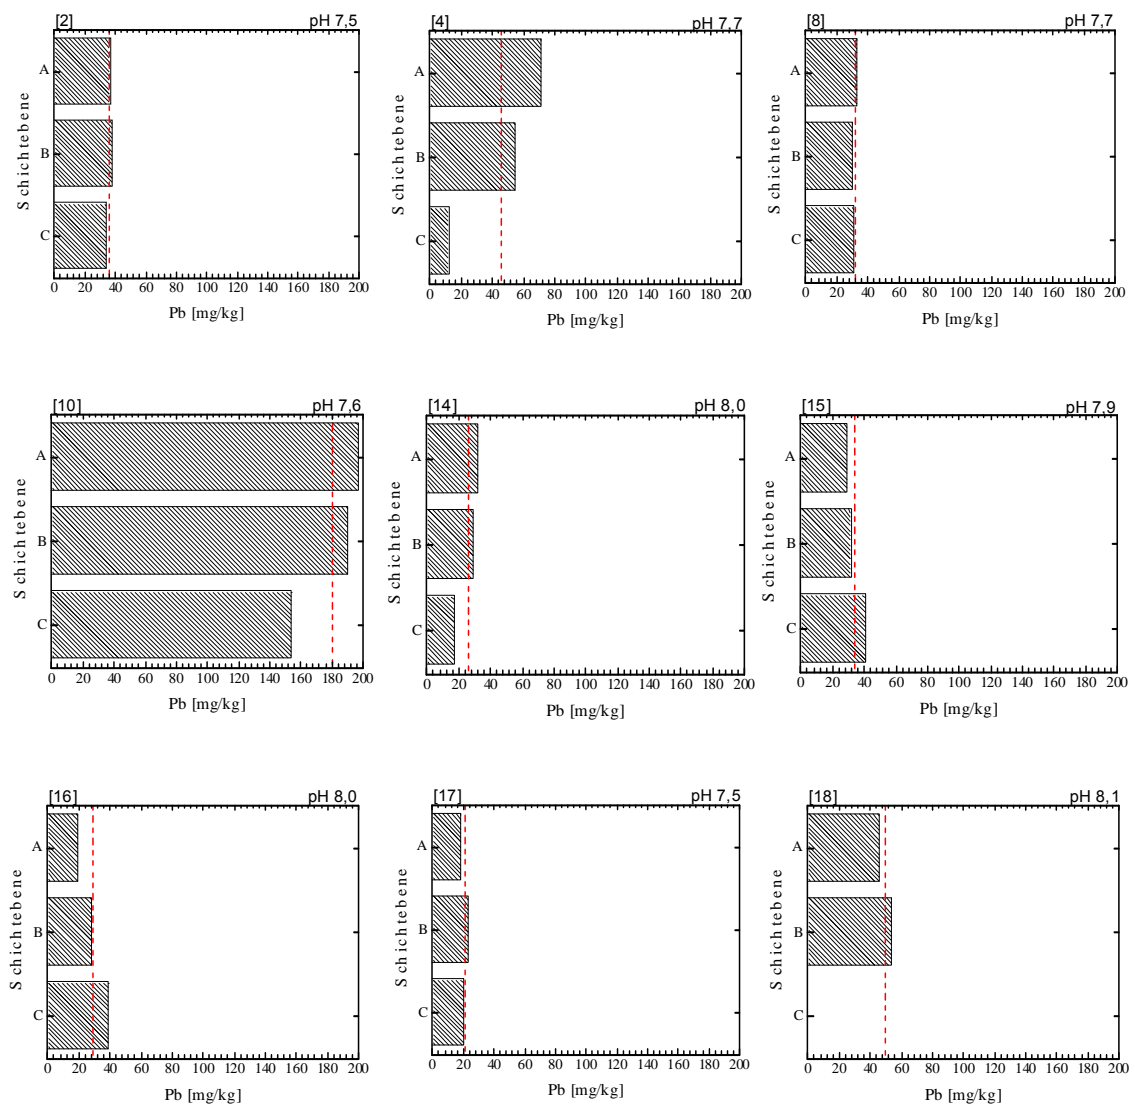 [2] pH 7,5
A
B
C
Schichtebene
20 40 60 80 100 120 140 160 180 200
Pb [mg/kg]
[4] pH 7,7
A
B
C
Schichtebene
0 20 40 60 80 100 120 140 160 180 200
Pb [mg/kg]
[8] pH 7,7
A
B
C
Schichtebene
0 20 40 60 80 100 120 140 160 180 200
Pb [mg/kg]
[10] pH 7,6
A
B
C
Schichtebene
0 20 40 60 80 100 120 140 160 180 200
Pb [mg/kg]
[14] pH 8,0
A
B
C
Schichtebene
0 20 40 60 80 100 120 140 160 180 200
Pb [mg/kg]
[15] pH 7,9
A
B
C
Schichtebene
0 20 40 60 80 100 120 140 160 180 200
Pb [mg/kg]
[16] pH 8,0
A
B
C
Schichtebene
0 20 40 60 80 100 120 140 160 180 200
Pb [mg/kg]
[17] pH 7,5
A
B
C
Schichtebene
0 20 40 60 80 100 120 140 160 180 200
Pb [mg/kg]
[18] pH 8,1
A
B
C
Schichtebene
0 20 40 60 80 100 120 140 160 180 200
Pb [mg/kg]